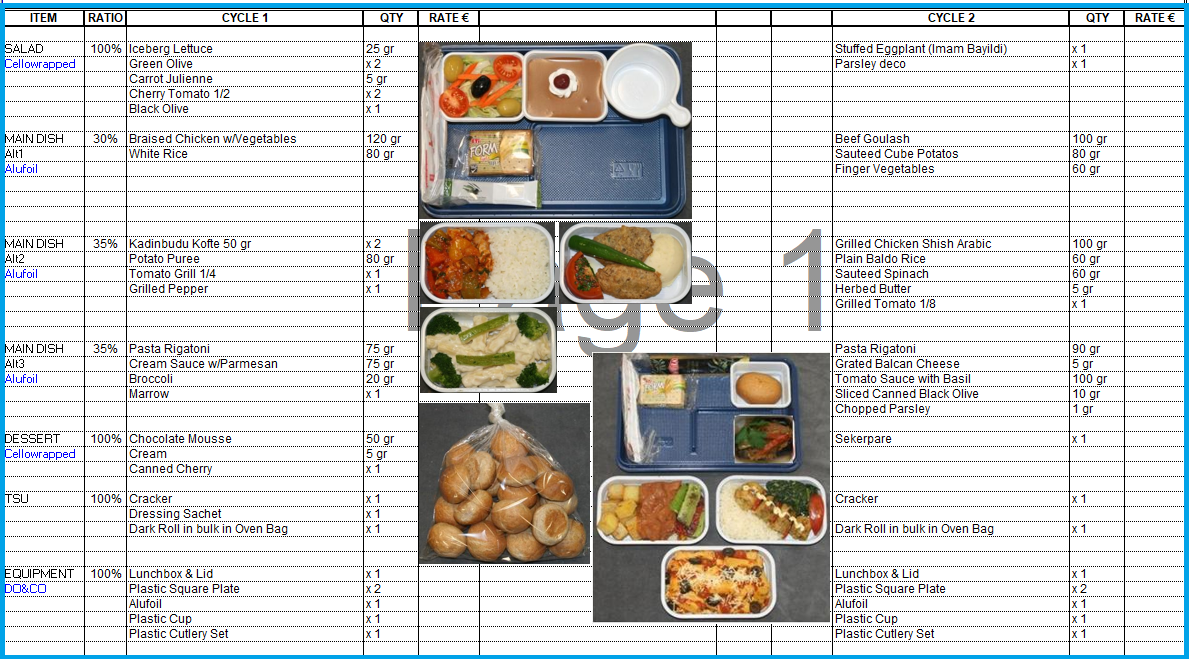 ITEM RATIO CYCLE 1 QTY RATE € CYCLE 2 QTY RATE €
SALAD 100% Iceberg Lettuce 25 gr Stuffed Eggplant (Imam Bayildi) x 1
Cellowrapped Green Olive x 2 Parsley deco x 1
Carrot Julienne 5 gr
Cherry Tomato 1/2 x 2
Black Olive x 1
MAIN DISH 30% Braised Chicken w/Vegetables 120 gr Beef Goulash 100 gr
Alt1 White Rice 80 gr Sauteed Cube Potatos 80 gr
Alufoil Finger Vegetables 60 gr
FORM
MAIN DISH 35% Kadinbudu Kofte 50 gr x 2 Grilled Chicken Shish Arabic 100 gr
Alt2 Potato Puree 80 gr Plain Baldo Rice 60 gr
Alufoil Tomato Grill 1/4 x 1 Sauteed Spinach 60 gr
Grilled Pepper x 1 Herbed Butter 5 gr
Grilled Tomato 1/8 x 1
Page 1
MAIN DISH 35% Pasta Rigatoni 75 gr Pasta Rigatoni 90 gr
Alt3 Cream Sauce w/Parmesan 75 gr Grated Balcan Cheese 5 gr
Alufoil Broccoli 20 gr Tomato Sauce with Basil 100 gr
Marrow x 1 Sliced Canned Black Olive 10 gr
Chopped Parsley 1 gr
DESSERT 100% Chocolate Mousse 50 gr Sekerpare x 1
Cellowrapped Cream 5 gr
Canned Cherry x 1
TSU 100% Cracker x 1 Cracker x 1
Dressing Sachet x 1
Dark Roll in bulk in Oven Bag x 1 Dark Roll in bulk in Oven Bag x 1
EQUIPMENT 100% Lunchbox & Lid x 1 Lunchbox & Lid x 1
DO&CO Plastic Square Plate x 2 Plastic Square Plate x 2
Alufoil x 1 Alufoil x 1
Plastic Cup x 1 Plastic Cup x 1
Plastic Cutlery Set x 1 Plastic Cutlery Set x 1